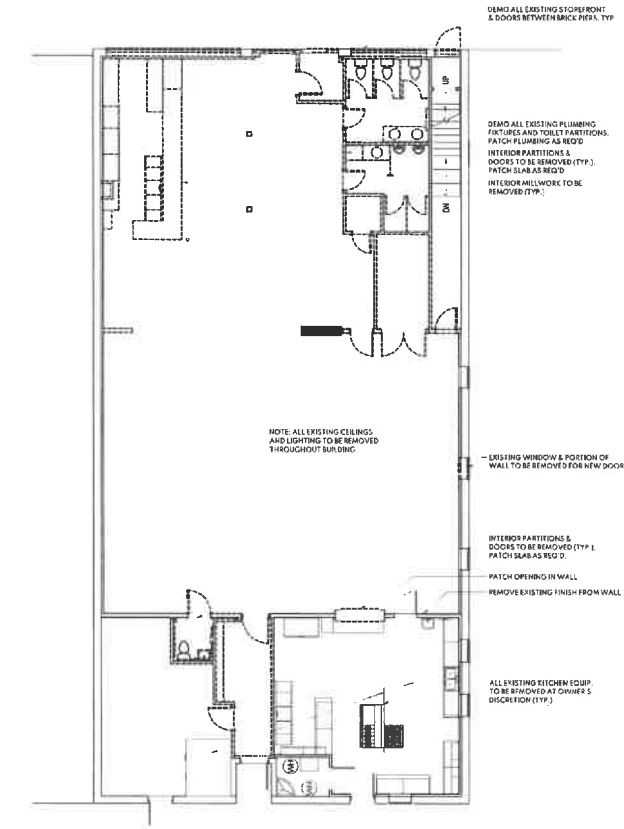 DEMO ALL EXISTING STOREFRONT
& DOORS BETWEEN BRICK PIERS, TYP
UP
DEMO ALL EXISTING PLUMBING
FIXTURES AND TOILET PARTITIONS.
PATCH PLUMBING AS REQ'D
INTERIOR PARTITIONS &
DOORS TO BE REMOVED (TYP.).
PATCH SLAB AS REQ'D
INTERIOR MILLWORK TO BE
REMOVED (TYP.)
DN
NOTE: ALL EXISTING CEILINGS
AND LIGHTING TO BE REMOVED
THROUGHOUT BUILDING
EXISTING WINDOW & PORTION OF
WALL TO BE REMOVED FOR NEW DOOR
INTERIOR PARTITIONS &
DOORS TO BE REMOVED (TYP.).
PATCH SLAB AS REQ'D.
PATCH OPENING IN WALL
REMOVE EXISTING FINISH FROM WALL
ALL EXISTING KITCHEN EQUIP.
TO BE REMOVED AT OWNER S
DISCRETION (TYP.)